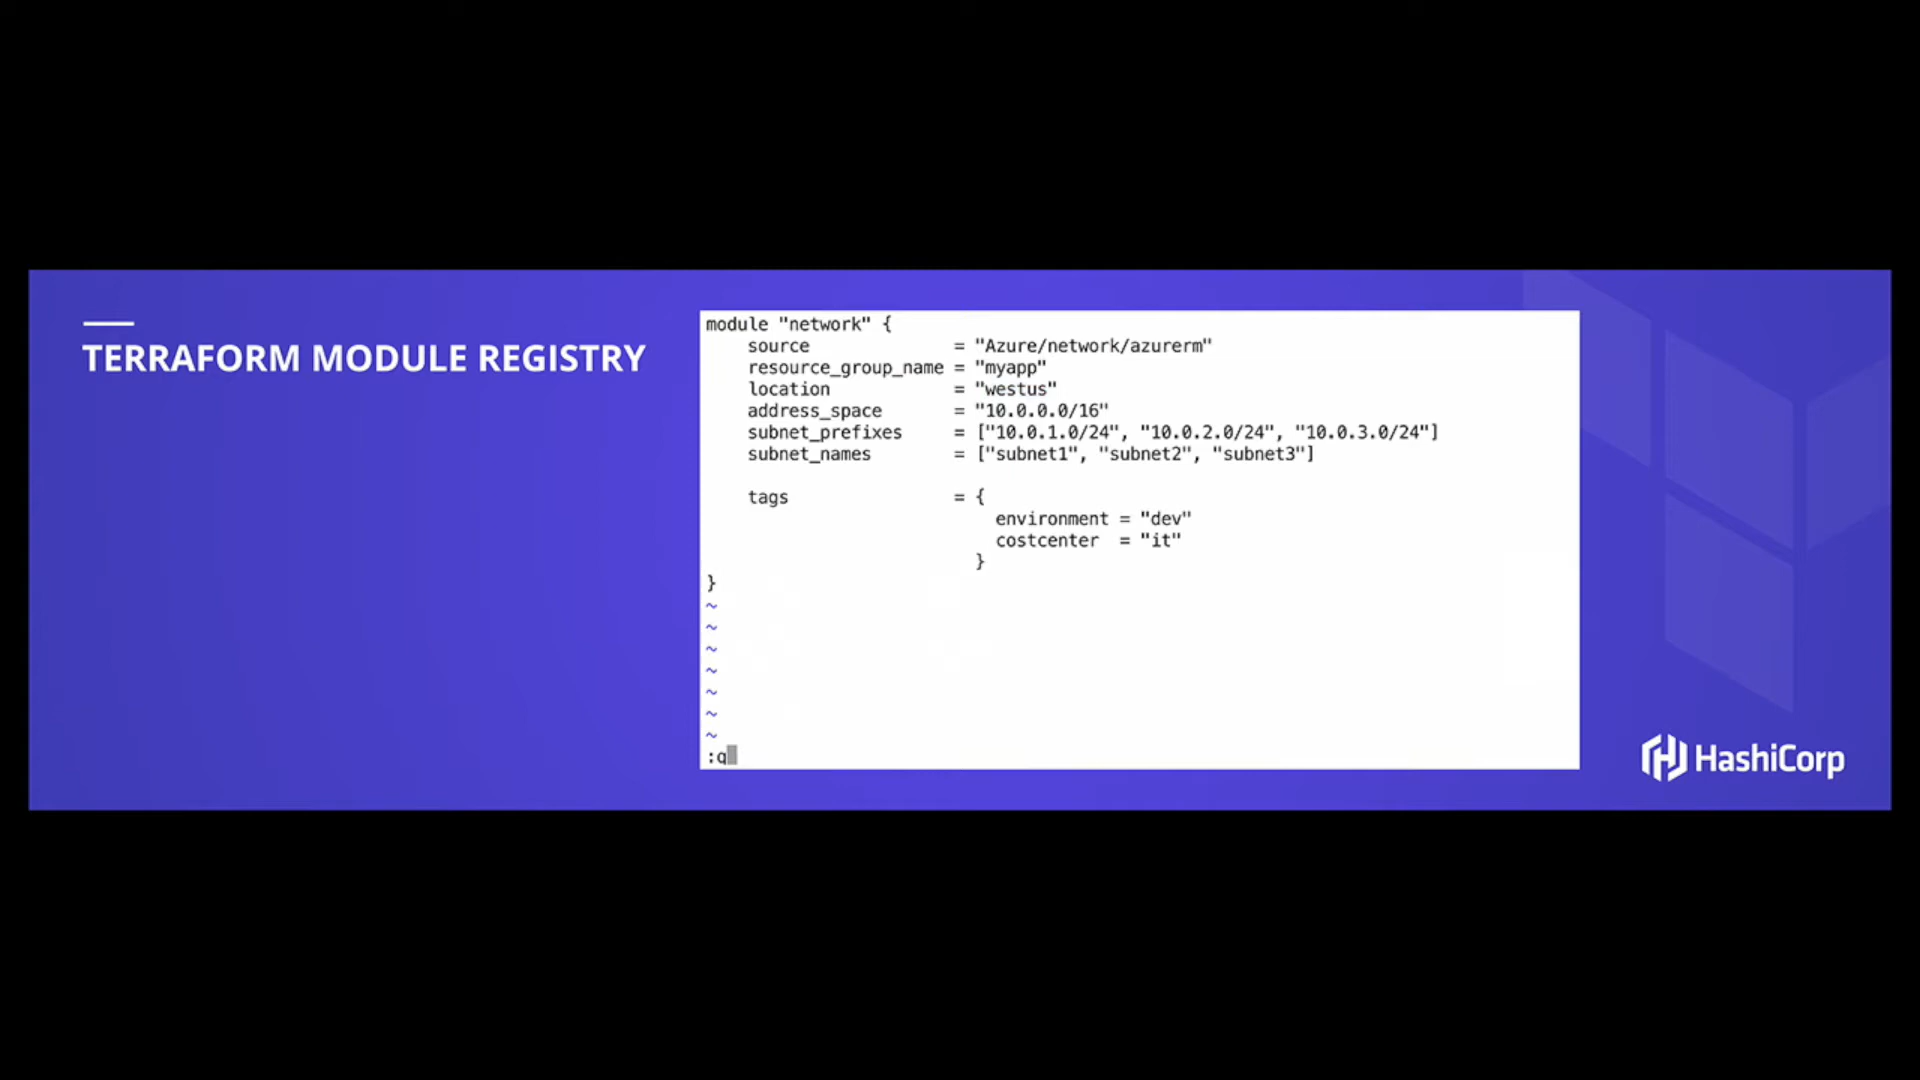 TERRAFORM MODULE REGISTRY
module "network" {
    source              = "Azure/network/azurerm"
    resource_group_name = "myapp"
    location            = "westus"
    address_space       = "10.0.0.0/16"
    subnet_prefixes     = ["10.0.1.0/24", "10.0.2.0/24", "10.0.3.0/24"]
    subnet_names        = ["subnet1", "subnet2", "subnet3"]

    tags                = {
                            environment = "dev"
                            costcenter  = "it"
                          }
}
~
~
~
~
~
~
~
:q
HashiCorp